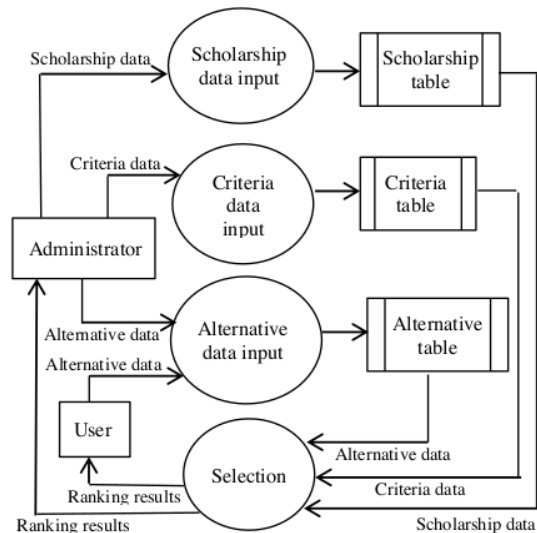 Scholarship data
Scholarship
data input
Scholarship
table
Criteria data
Criteria
data
input
Criteria
table
Administrator
Alternative data
Alternative data
Alternative
data input
Alternative
table
User
Selection
Alternative data
Ranking results
Criteria data
Ranking results
Scholarship data